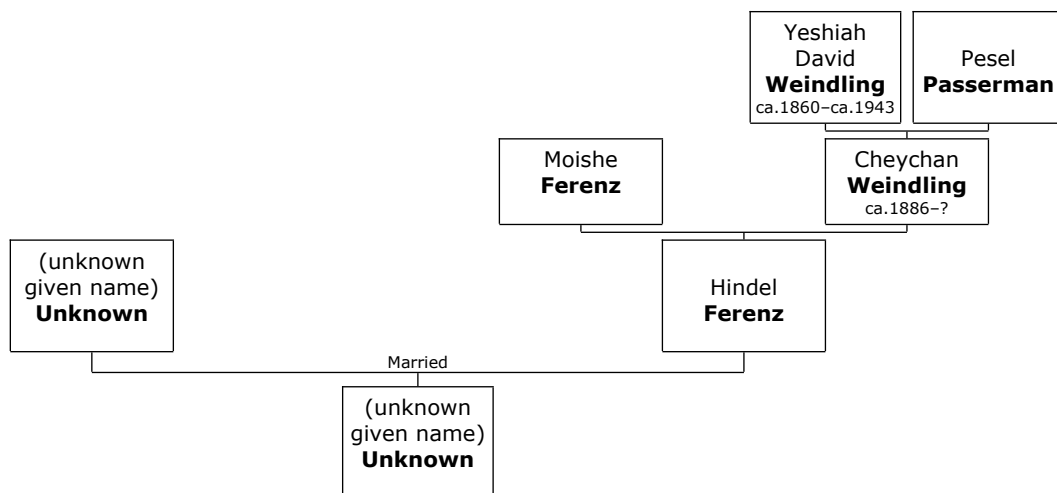 Yeshiah
David
Weindling
ca.1860–ca.1943
Pesel
Passerman
Moishe
Ferenz
Cheychan
Weindling
ca.1886–?
(unknown
given name)
Unknown
Hindel
Ferenz
Married
(unknown
given name)
Unknown